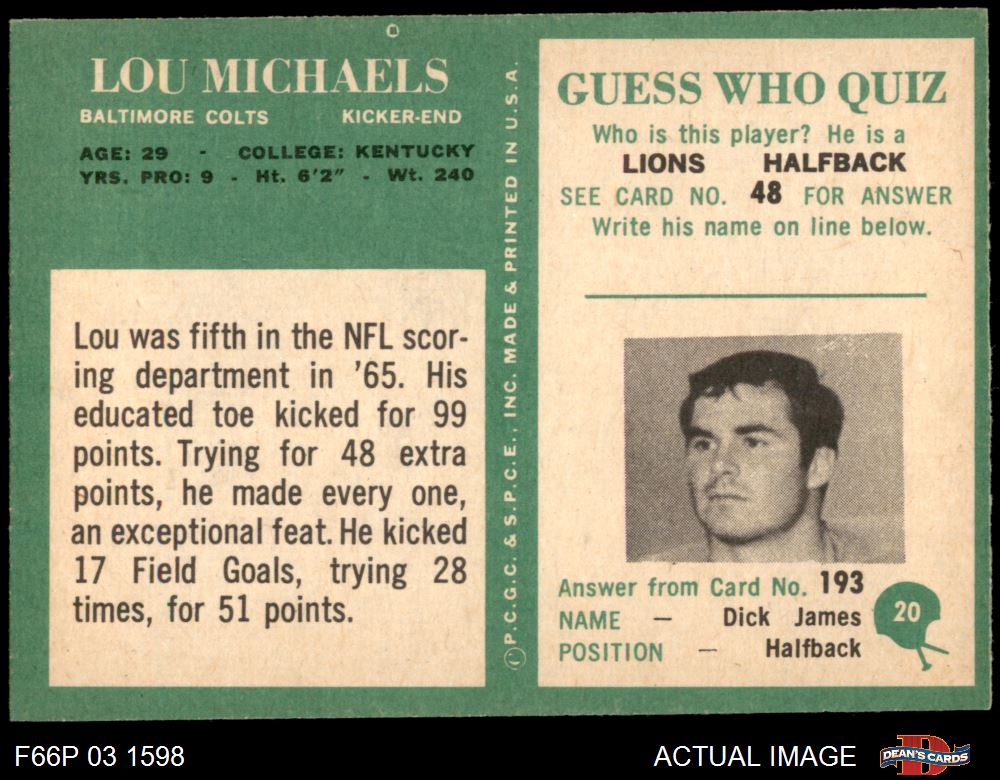 LOU MICHAELS
BALTIMORE COLTS KICKER-END
AGE: 29 - COLLEGE: KENTUCKY
YRS. PRO: 9 - Ht. 6'2" - Wt. 240
Lou was fifth in the NFL scor-
ing department in '65. His
educated toe kicked for 99
points. Trying for 48 extra
points, he made every one,
an exceptional feat. He kicked
17 Field Goals, trying 28
times, for 51 points.
Ⓒ P.C.G.C. & S.P.C.E., INC. MADE & PRINTED IN U.S.A.
GUESS WHO QUIZ
Who is this player? He is a
LIONS HALFBACK
SEE CARD NO. 48 FOR ANSWER
Write his name on line below.
Answer from Card No. 193
NAME — Dick James
POSITION — Halfback
20
F66P 03 1598
ACTUAL IMAGE
DEAN'S CARDS